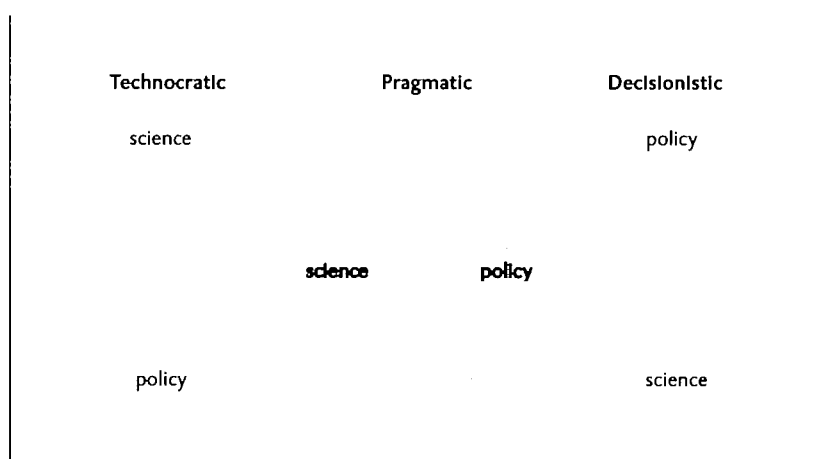 Technocratic Pragmatic Decisionistic
science policy
science policy
policy science